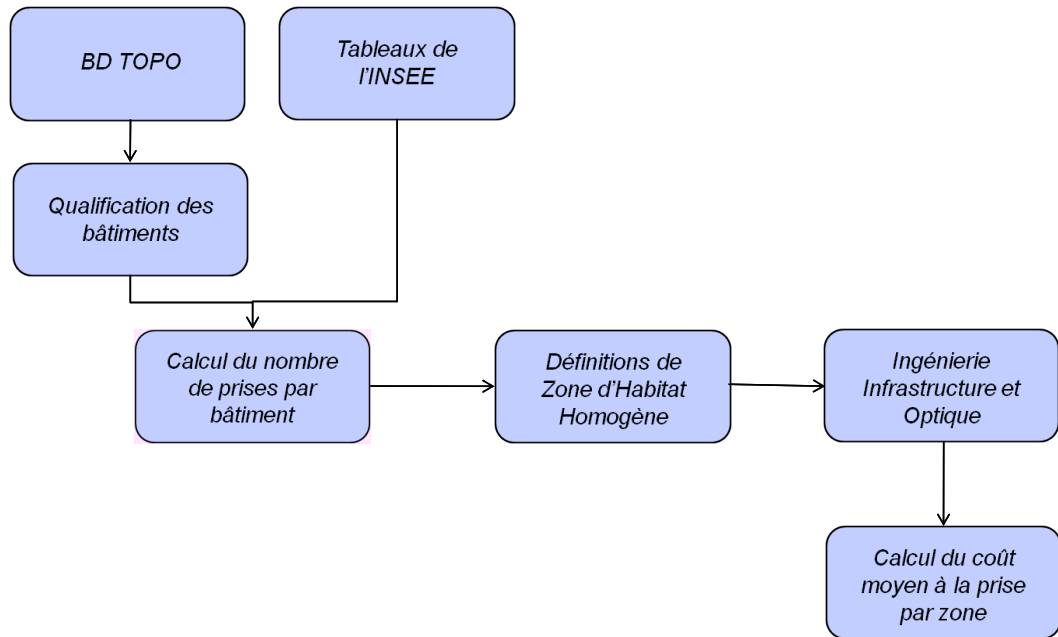 BD TOPO
Tableaux de
l'INSEE
Qualification des
bâtiments
Calcul du nombre
de prises par
bâtiment
Définitions de
Zone d'Habitat
Homogène
Ingénierie
Infrastructure et
Optique
Calcul du coût
moyen à la prise
par zone